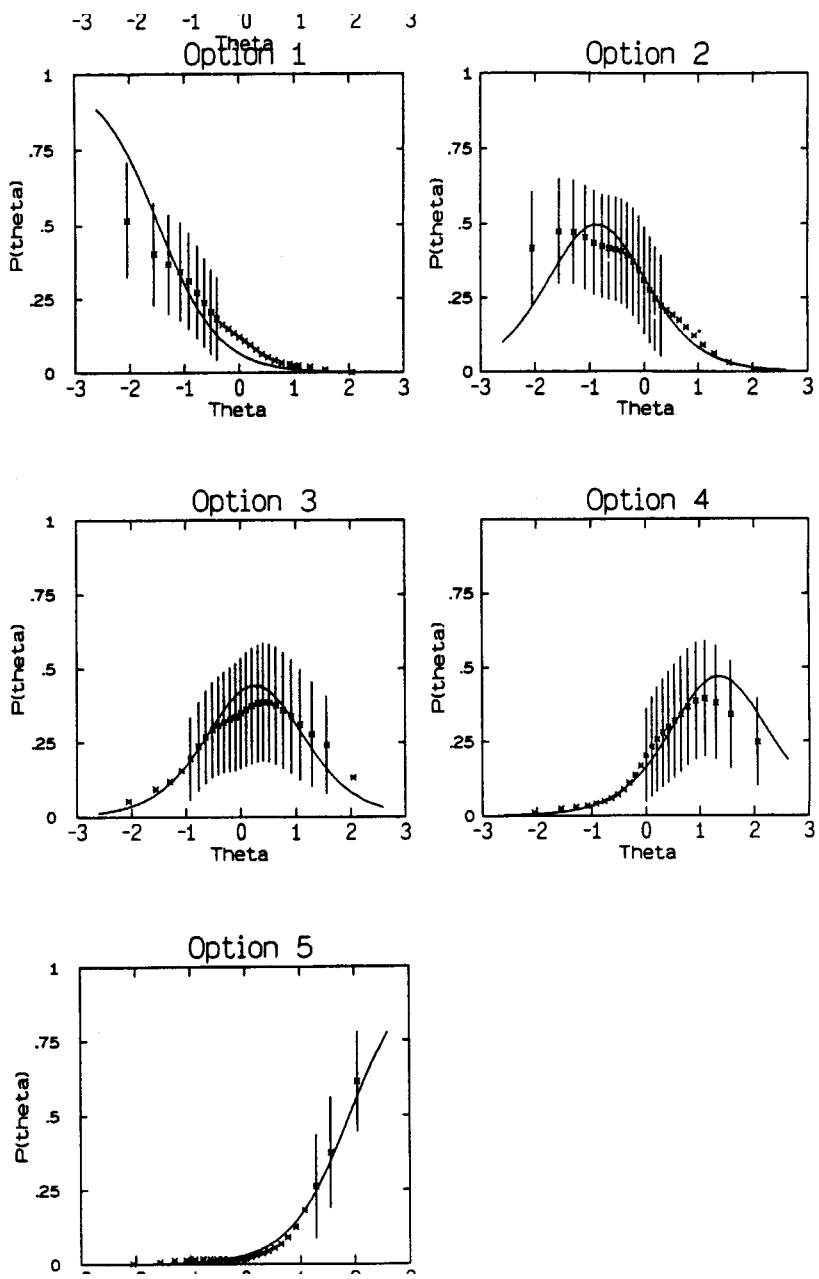 -3 -2 -1 0 1 2 3
Theta
Option 1
1
.75
.5
.25
0
P(theta)
-3 -2 -1 0 1 2 3
Theta
Option 2
1
.75
.5
.25
0
P(theta)
-3 -2 -1 0 1 2 3
Theta
Option 3
1
.75
.5
.25
0
P(theta)
-3 -2 -1 0 1 2 3
Theta
Option 4
.75
.5
.25
0
P(theta)
-3 -2 -1 0 1 2 3
Theta
Option 5
1
.75
.5
.25
0
P(theta)